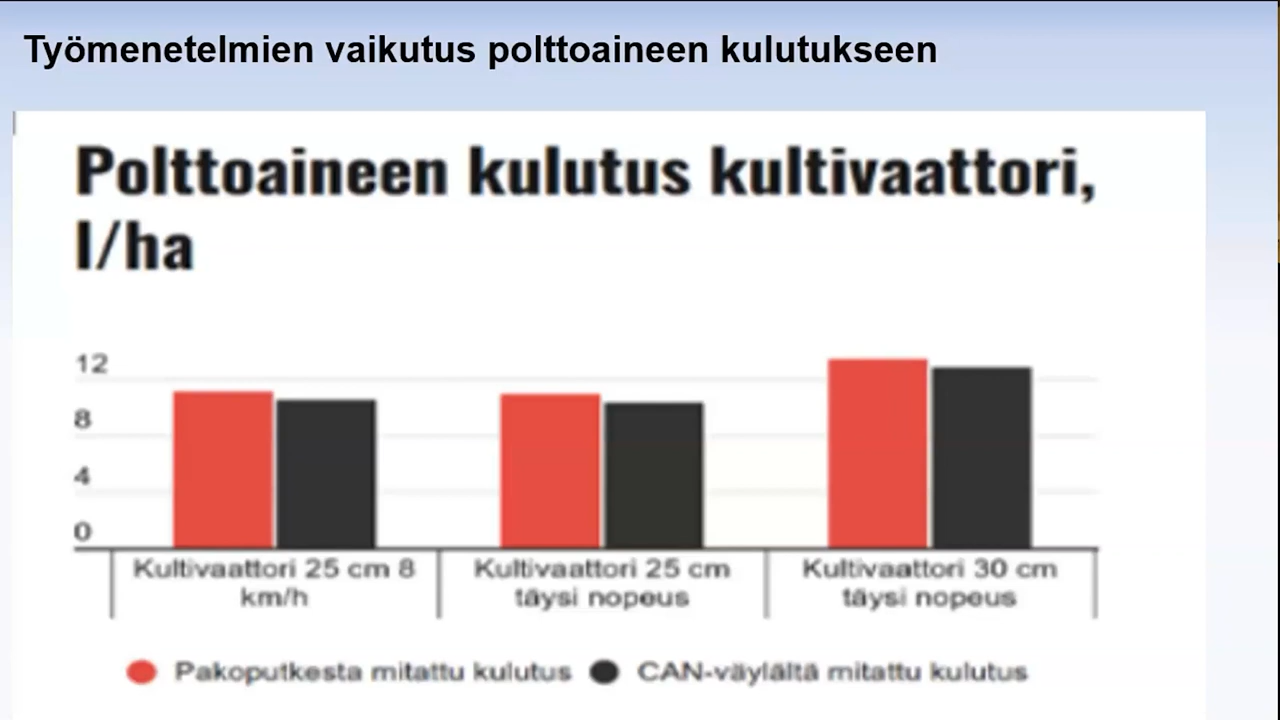 Työmenetelmien vaikutus polttoaineen kulutukseen
Polttoaineen kulutus kultivaattori,
l/ha
12
8
4
0
Kultivaattori 25 cm 8
km/h
Kultivaattori 25 cm
täysi nopeus
Kultivaattori 30 cm
täysi nopeus
Pakoputkesta mitattu kulutus
CAN-väylältä mitattu kulutus